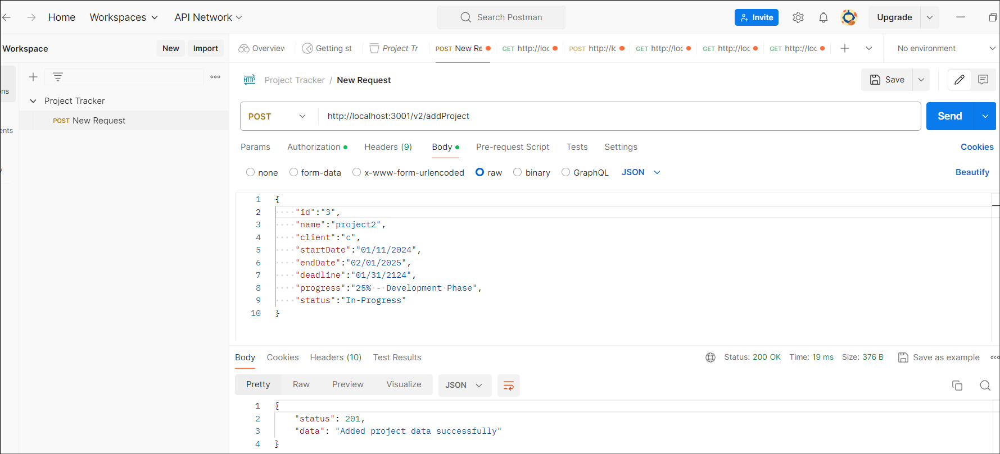 Home Workspaces API Network Search Postman Invite Upgrade
Workspace New Import
Overview Getting st Project Tr POST New Re GET http://loc POST http://lc GET http://loc GET http://loc GET http://loc No environment
ons
Project Tracker
POST New Request
ents
y
HTTP Project Tracker / New Request Save
POST http://localhost:3001/v2/addProject Send
Params Authorization Headers (9) Body Pre-request Script Tests Settings Cookies
none form-data x-www-form-urlencoded raw binary GraphQL JSON Beautify
1 {
2 "id":"3",
3 "name":"project2",
4 "client":"c",
5 "startDate":"01/11/2024",
6 "endDate":"02/01/2025",
7 "deadline":"01/31/2124",
8 "progress":"25% - Development Phase",
9 "status":"In-Progress"
10 }
Body Cookies Headers (10) Test Results Status: 200 OK Time: 19 ms Size: 376 B Save as example
Pretty Raw Preview Visualize JSON
1 {
2 "status": 201,
3 "data": "Added project data successfully"
4 }